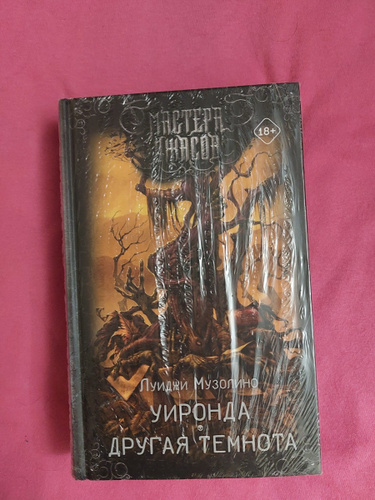 МАСТЕРА
УЖАСОВ
18+
Луиджи Музолино
УИРОНДА
ДРУГАЯ ТЕМНОТА